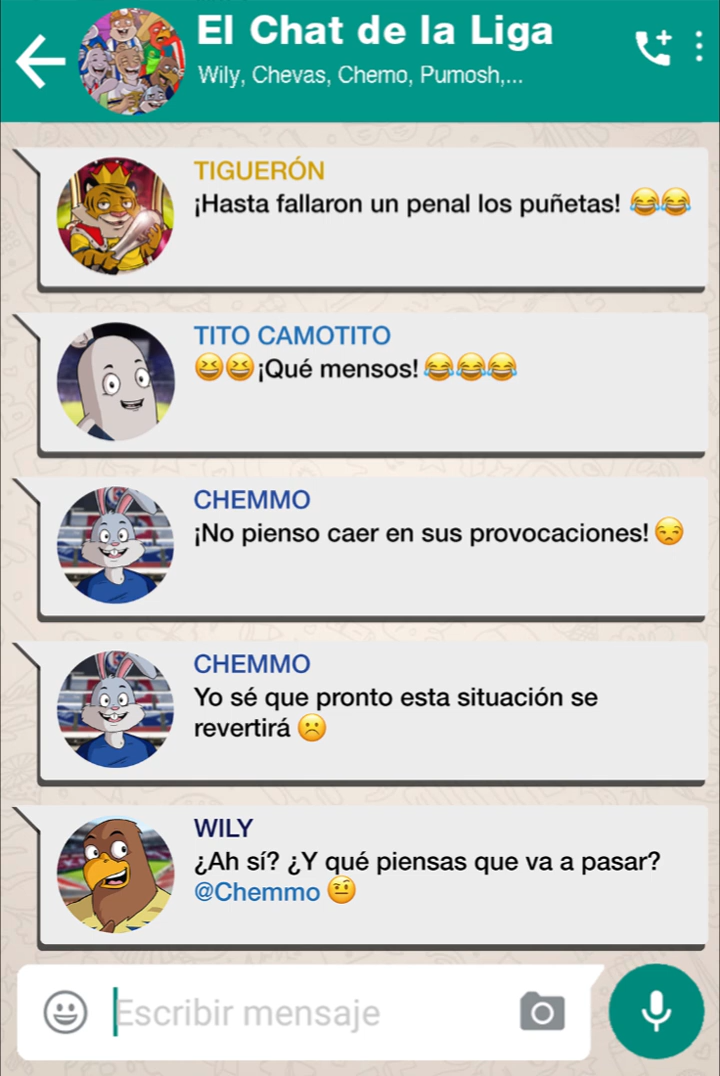 El Chat de la Liga
Wily, Chevas, Chemo, Pumosh,...
TIGUERÓN
¡Hasta fallaron un penal los puñetas! 😂😂
TITO CAMOTITO
😆😆¡Qué mensos! 😂😂😂
CHEMMO
¡No pienso caer en sus provocaciones! 😒
CHEMMO
Yo sé que pronto esta situación se
revertirá ☹️
WILY
¿Ah sí? ¿Y qué piensas que va a pasar?
@Chemmo 🤨
Escribir mensaje